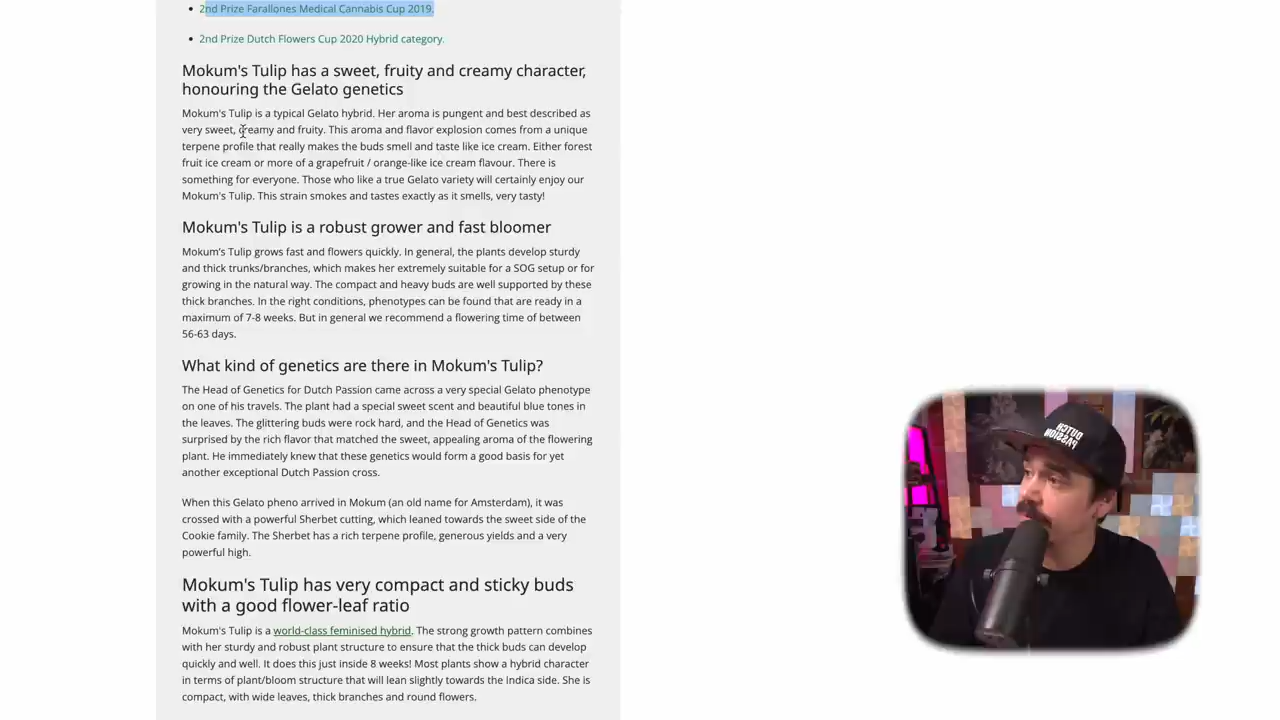 2nd Prize Farallones Medical Cannabis Cup 2019.
2nd Prize Dutch Flowers Cup 2020 Hybrid category.
Mokum's Tulip has a sweet, fruity and creamy character,
honouring the Gelato genetics
Mokum's Tulip is a typical Gelato hybrid. Her aroma is pungent and best described as
very sweet, creamy and fruity. This aroma and flavor explosion comes from a unique
terpene profile that really makes the buds smell and taste like ice cream. Either forest
fruit ice cream or more of a grapefruit / orange-like ice cream flavour. There is
something for everyone. Those who like a true Gelato variety will certainly enjoy our
Mokum's Tulip. This strain smokes and tastes exactly as it smells, very tasty!
Mokum's Tulip is a robust grower and fast bloomer
Mokum's Tulip grows fast and flowers quickly. In general, the plants develop sturdy
and thick trunks/branches, which makes her extremely suitable for a SOG setup or for
growing in the natural way. The compact and heavy buds are well supported by these
thick branches. In the right conditions, phenotypes can be found that are ready in a
maximum of 7-8 weeks. But in general we recommend a flowering time of between
56-63 days.
What kind of genetics are there in Mokum's Tulip?
The Head of Genetics for Dutch Passion came across a very special Gelato phenotype
on one of his travels. The plant had a special sweet scent and beautiful blue tones in
the leaves. The glittering buds were rock hard, and the Head of Genetics was
surprised by the rich flavor that matched the sweet, appealing aroma of the flowering
plant. He immediately knew that these genetics would form a good basis for yet
another exceptional Dutch Passion cross.
When this Gelato pheno arrived in Mokum (an old name for Amsterdam), it was
crossed with a powerful Sherbet cutting, which leaned towards the sweet side of the
Cookie family. The Sherbet has a rich terpene profile, generous yields and a very
powerful high.
Mokum's Tulip has very compact and sticky buds
with a good flower-leaf ratio
Mokum's Tulip is a world-class feminised hybrid. The strong growth pattern combines
with her sturdy and robust plant structure to ensure that the thick buds can develop
quickly and well. It does this just inside 8 weeks! Most plants show a hybrid character
in terms of plant/bloom structure that will lean slightly towards the Indica side. She is
compact, with wide leaves, thick branches and round flowers.
DUTCH
PASSION